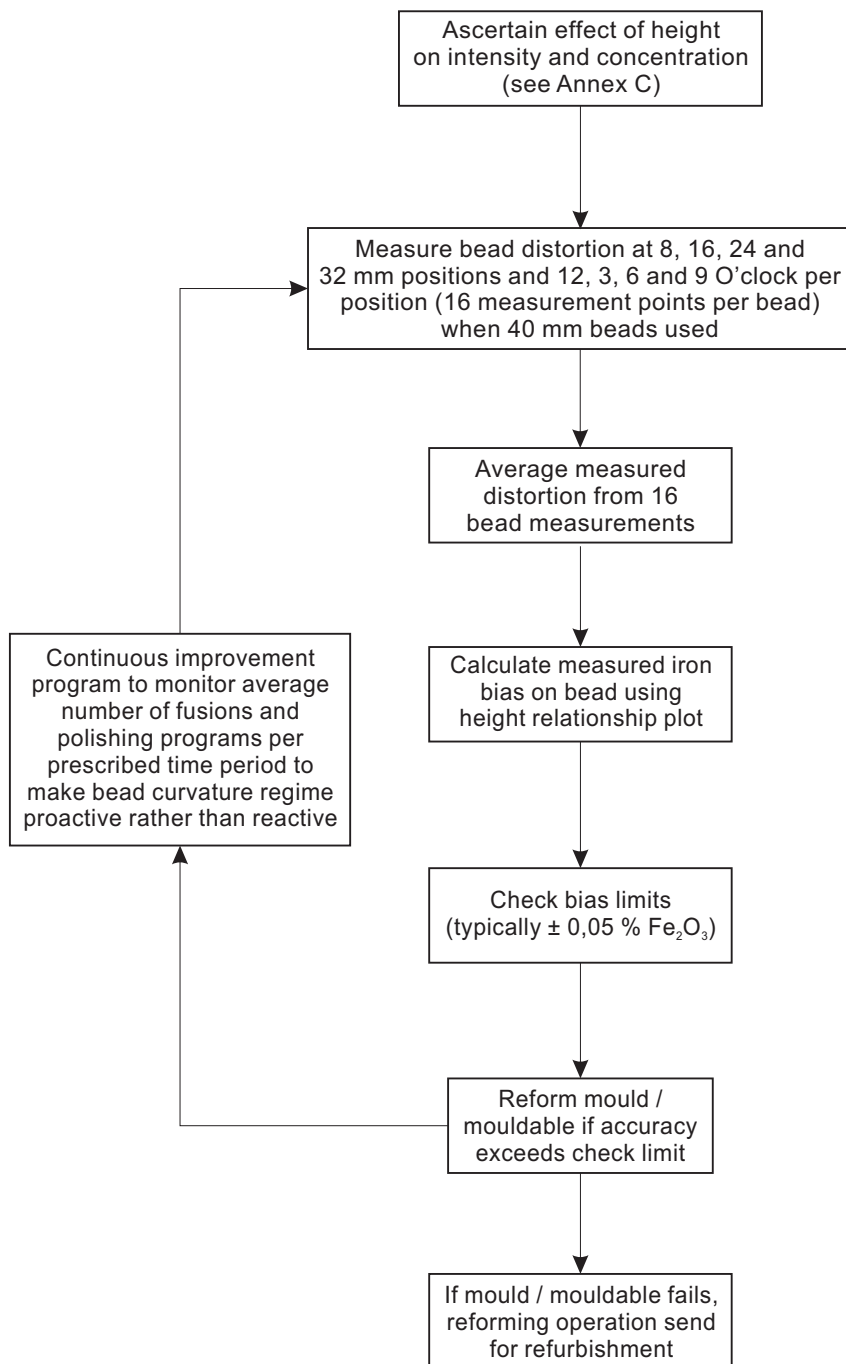 Ascertain effect of height
on intensity and concentration
(see Annex C)
Measure bead distortion at 8, 16, 24 and
32 mm positions and 12, 3, 6 and 9 O’clock per
position (16 measurement points per bead)
when 40 mm beads used
Average measured
distortion from 16
bead measurements
Continuous improvement
program to monitor average
number of fusions and
polishing programs per
prescribed time period to
make bead curvature regime
proactive rather than reactive
Calculate measured iron
bias on bead using
height relationship plot
Check bias limits
(typically ± 0,05 % Fe₂O₃)
Reform mould /
mouldable if accuracy
exceeds check limit
If mould / mouldable fails,
reforming operation send
for refurbishment